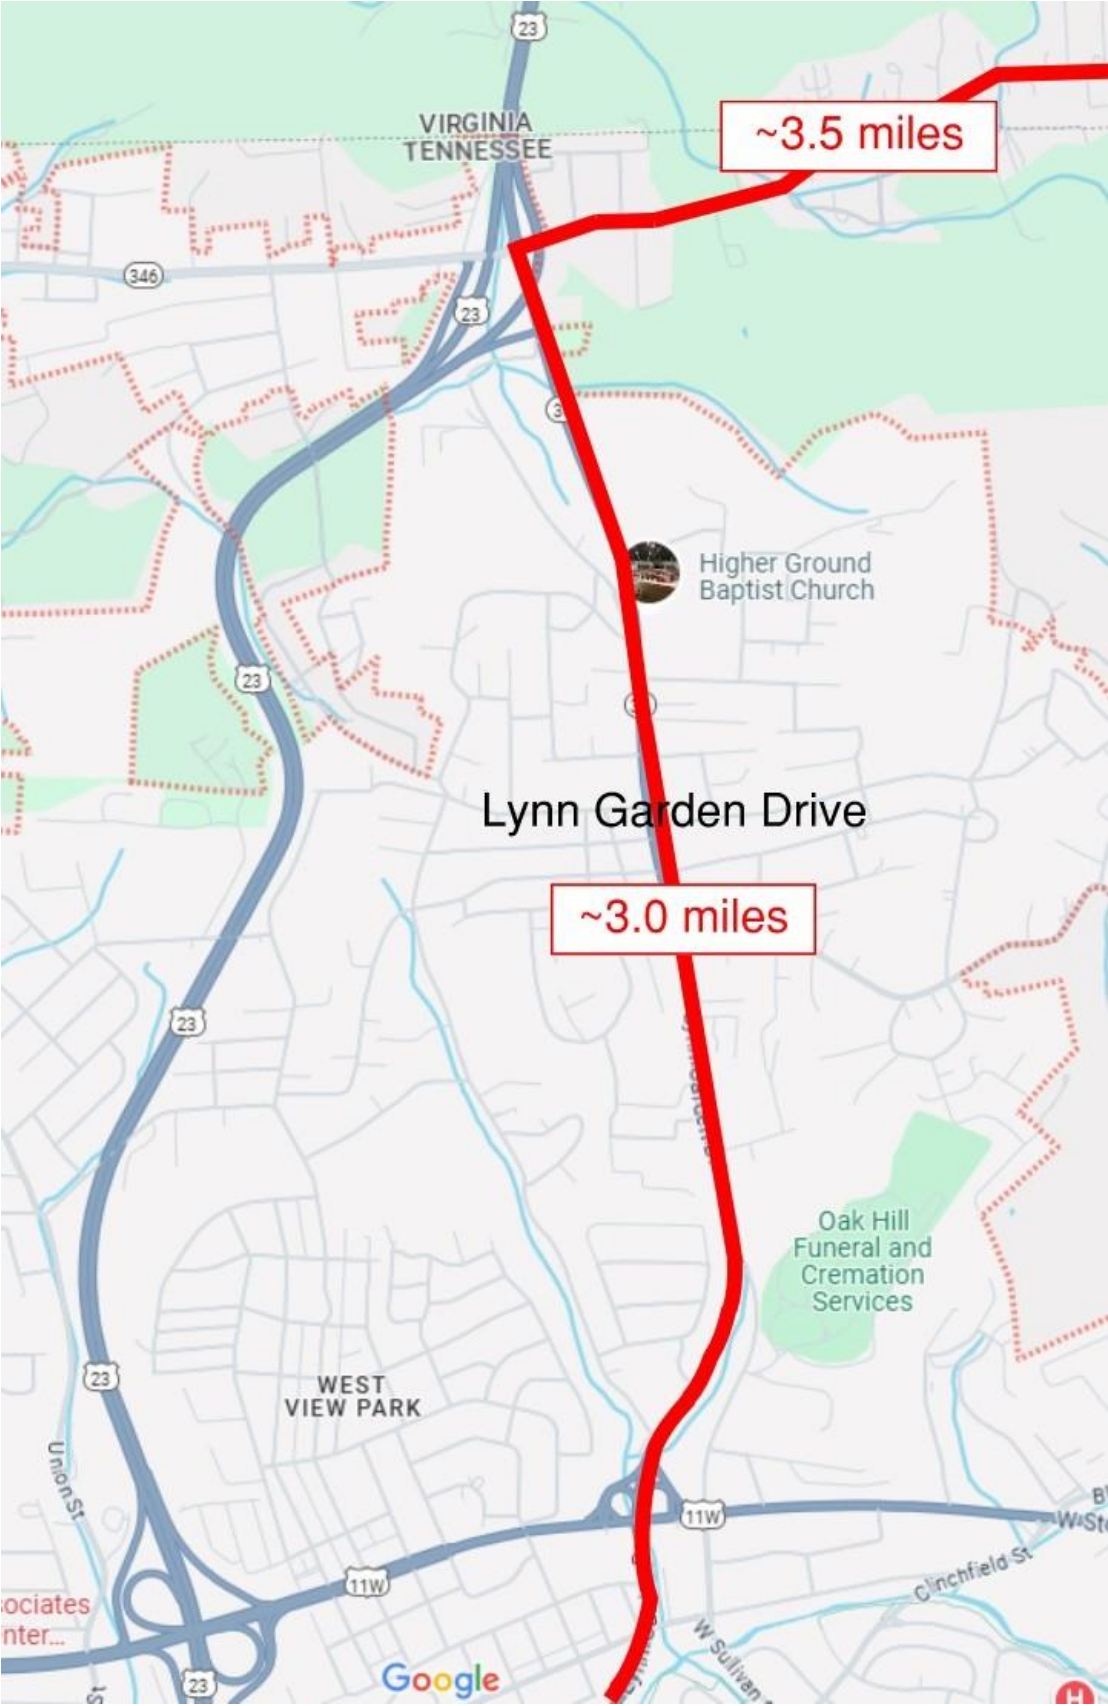 23
VIRGINIA
TENNESSEE
~3.5 miles
346
23
Higher Ground
Baptist Church
23
Lynn Garden Drive
~3.0 miles
23
Oak Hill
Funeral and
Cremation
Services
23
WEST
VIEW PARK
Union St
11W
11W
Clinchfield St
W Sullivan
Google
23
H